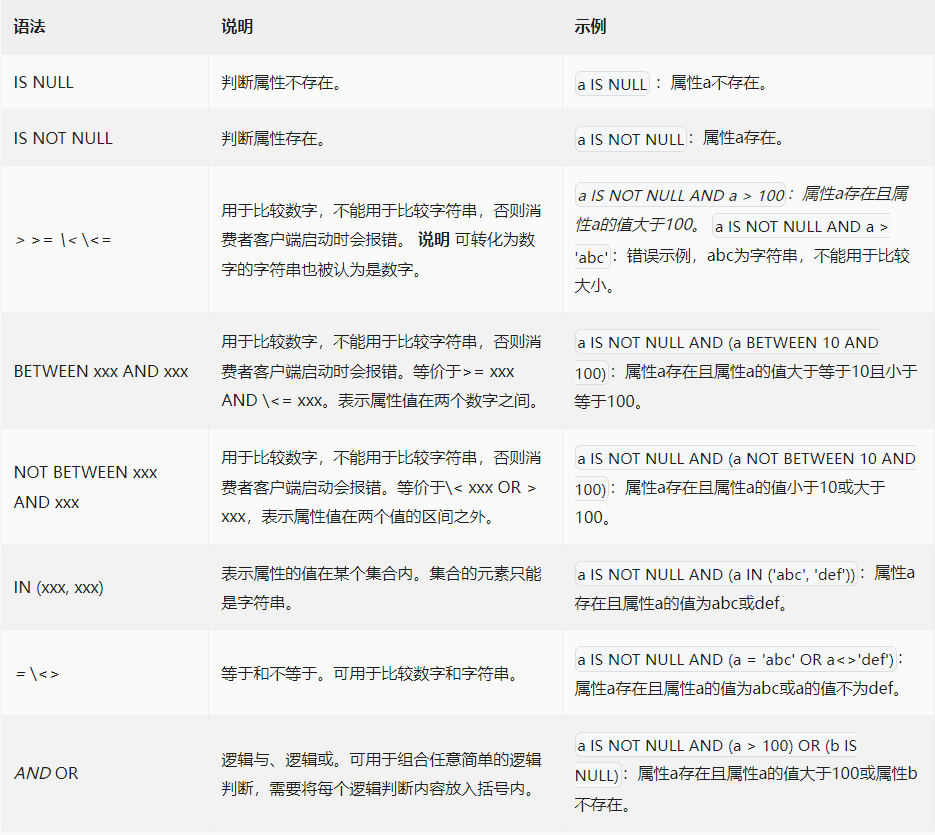 语法 说明 示例
IS NULL 判断属性不存在。 a IS NULL ：属性a不存在。
IS NOT NULL 判断属性存在。 a IS NOT NULL：属性a存在。
> >= \< \<=
用于比较数字，不能用于比较字符串，否则消
费者客户端启动时会报错。 说明 可转化为数
字的字符串也被认为是数字。
a IS NOT NULL AND a > 100：属性a存在且属
性a的值大于100。 a IS NOT NULL AND a >
'abc'：错误示例，abc为字符串，不能用于比较
大小。
BETWEEN xxx AND xxx
用于比较数字，不能用于比较字符串，否则消
费者客户端启动时会报错。等价于>= xxx
AND \<= xxx。表示属性值在两个数字之间。
a IS NOT NULL AND (a BETWEEN 10 AND
100)：属性a存在且属性a的值大于等于10且小于
等于100。
NOT BETWEEN xxx
AND xxx
用于比较数字，不能用于比较字符串，否则消
费者客户端启动会报错。等价于\< xxx OR >
xxx，表示属性值在两个值的区间之外。
a IS NOT NULL AND (a NOT BETWEEN 10 AND
100)：属性a存在且属性a的值小于10或大于
100。
IN (xxx, xxx)
表示属性的值在某个集合内。集合的元素只能
是字符串。
a IS NOT NULL AND (a IN ('abc', 'def'))：属性a
存在且属性a的值为abc或def。
= \<>
等于和不等于。可用于比较数字和字符串。
a IS NOT NULL AND (a = 'abc' OR a<>'def')：
属性a存在且属性a的值为abc或a的值不为def。
AND OR
逻辑与、逻辑或。可用于组合任意简单的逻辑
判断，需要将每个逻辑判断内容放入括号内。
a IS NOT NULL AND (a > 100) OR (b IS
NULL)：属性a存在且属性a的值大于100或属性b
不存在。